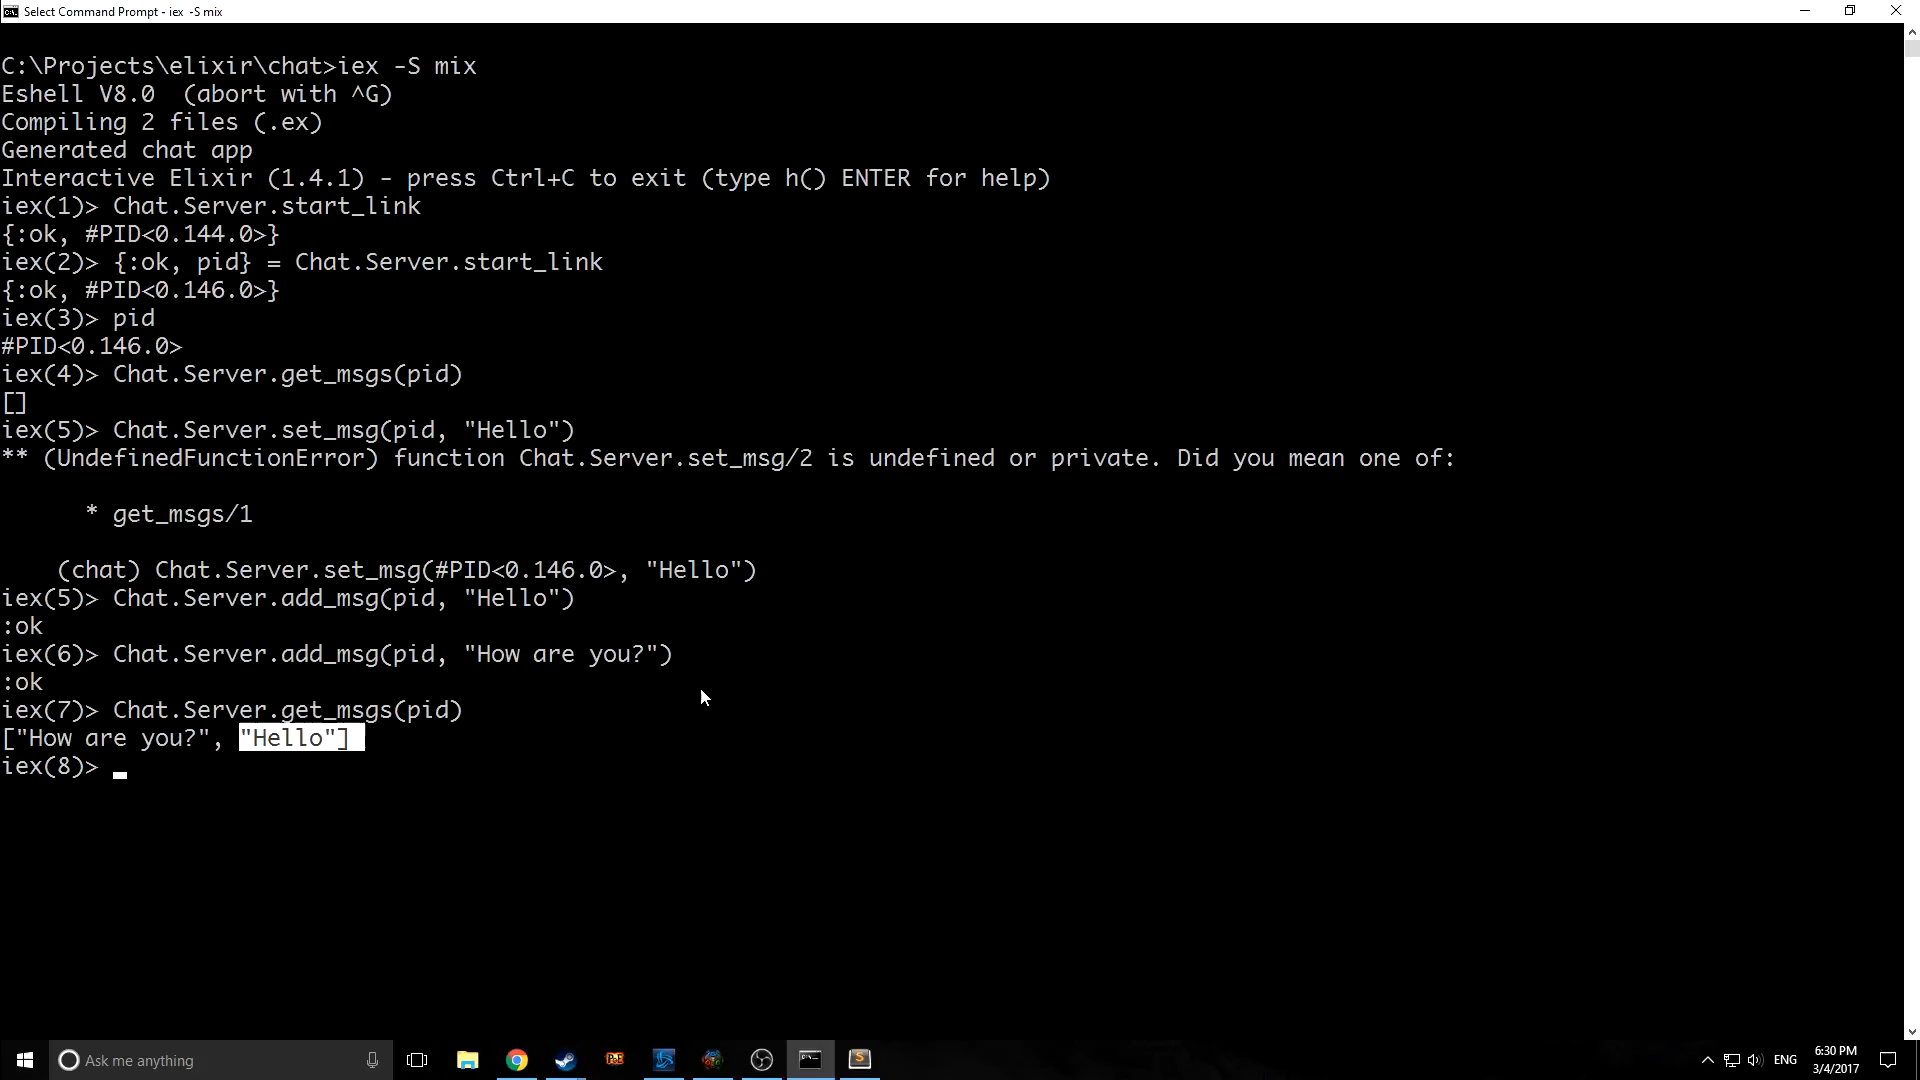 Select Command Prompt - iex  -S mix
C:\Projects\elixir\chat>iex -S mix
Eshell V8.0  (abort with ^G)
Compiling 2 files (.ex)
Generated chat app
Interactive Elixir (1.4.1) - press Ctrl+C to exit (type h() ENTER for help)
iex(1)> Chat.Server.start_link
{:ok, #PID<0.144.0>}
iex(2)> {:ok, pid} = Chat.Server.start_link
{:ok, #PID<0.146.0>}
iex(3)> pid
#PID<0.146.0>
iex(4)> Chat.Server.get_msgs(pid)
[]
iex(5)> Chat.Server.set_msg(pid, "Hello")
** (UndefinedFunctionError) function Chat.Server.set_msg/2 is undefined or private. Did you mean one of:
* get_msgs/1
(chat) Chat.Server.set_msg(#PID<0.146.0>, "Hello")
iex(5)> Chat.Server.add_msg(pid, "Hello")
:ok
iex(6)> Chat.Server.add_msg(pid, "How are you?")
:ok
iex(7)> Chat.Server.get_msgs(pid)
["How are you?", "Hello"]
iex(8)>
Ask me anything
PoE
S
ENG
6:30 PM
3/4/2017